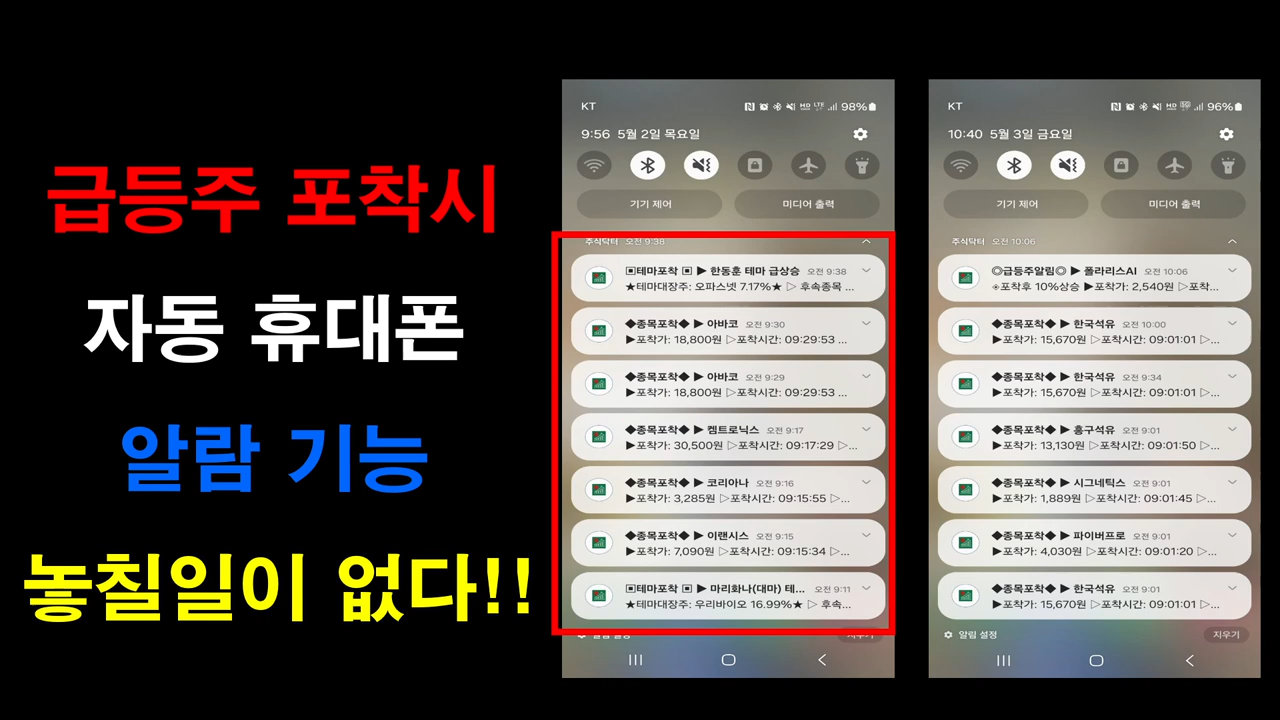 급등주 포착시
자동 휴대폰
알람 기능
놓칠일이 없다!!
KT
98%
9:56 5월 2일 목요일
기기 제어
미디어 출력
주식닥터 오전 9:38
▣테마포착 ▣ ▶ 한동훈 테마 급상승 오전 9:38
★테마대장주: 오파스넷 7.17%★ ▷ 후속종목 ...
◆종목포착◆ ▶ 아바코 오전 9:30
▶포착가: 18,800원 ▷포착시간: 09:29:53 ...
◆종목포착◆ ▶ 아바코 오전 9:29
▶포착가: 18,800원 ▷포착시간: 09:29:53 ...
◆종목포착◆ ▶ 켐트로닉스 오전 9:17
▶포착가: 30,500원 ▷포착시간: 09:17:29 ▷...
◆종목포착◆ ▶ 코리아나 오전 9:16
▶포착가: 3,285원 ▷포착시간: 09:15:55 ▷...
◆종목포착◆ ▶ 이랜시스 오전 9:15
▶포착가: 7,090원 ▷포착시간: 09:15:34 ▷...
▣테마포착 ▣ ▶ 마리화나(대마) 테... 오전 9:11
★테마대장주: 우리바이오 16.99%★ ▷ 후속...
알림 설정
지우기
KT
96%
10:40 5월 3일 금요일
기기 제어
미디어 출력
주식닥터 오전 10:06
◎급등주알림◎ ▶ 폴라리스AI 오전 10:06
◈포착후 10%상승 ▶포착가: 2,540원 ▷포착...
◆종목포착◆ ▶ 한국석유 오전 10:00
▶포착가: 15,670원 ▷포착시간: 09:01:01 ▷...
◆종목포착◆ ▶ 한국석유 오전 9:34
▶포착가: 15,670원 ▷포착시간: 09:01:01 ▷...
◆종목포착◆ ▶ 흥구석유 오전 9:01
▶포착가: 13,130원 ▷포착시간: 09:01:50 ▷...
◆종목포착◆ ▶ 시그네틱스 오전 9:01
▶포착가: 1,889원 ▷포착시간: 09:01:45 ▷...
◆종목포착◆ ▶ 파이버프로 오전 9:01
▶포착가: 4,030원 ▷포착시간: 09:01:20 ▷...
◆종목포착◆ ▶ 한국석유 오전 9:01
▶포착가: 15,670원 ▷포착시간: 09:01:01 ▷...
알림 설정
지우기